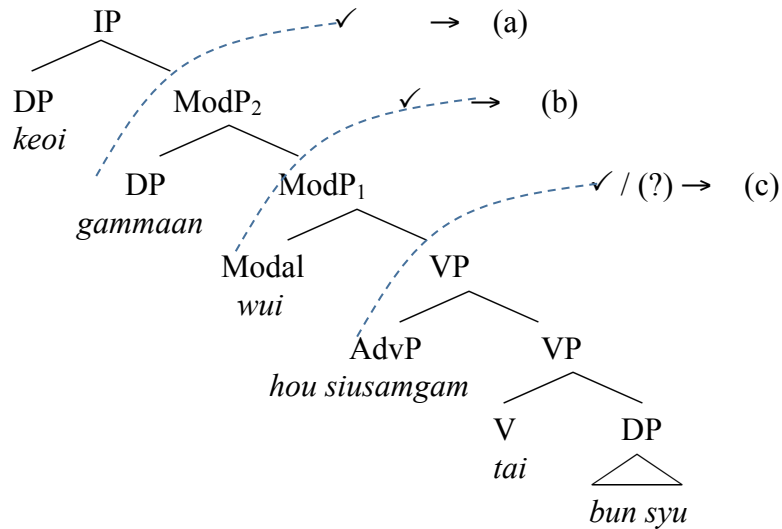 IP ✓ → (a)
DP ModP₂ ✓ → (b)
keoi
DP ModP₁ ✓ / (?) → (c)
gammaan
Modal VP
wui
AdvP VP
hou siusamgam
V DP
tai
bun syu